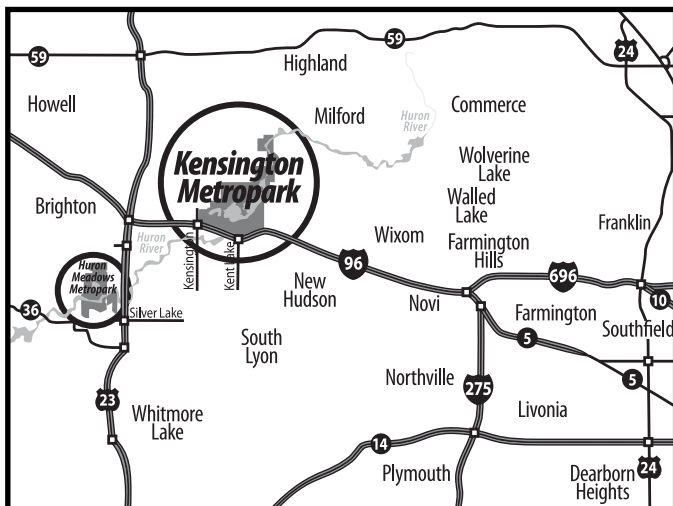 59
59
24
Highland
Howell
Milford
Huron
River
Commerce
Kensington
Metropark
Wolverine
Lake
Walled
Lake
Brighton
Franklin
Huron
River
Wixom
Farmington
Hills
Kensington
Kent Lake
96
696
Huron
Meadows
Metropark
New
Hudson
Novi
10
36
Silver Lake
Farmington
Southfield
South
Lyon
5
5
Northville
275
23
Whitmore
Lake
Livonia
14
Plymouth
Dearborn
Heights
24